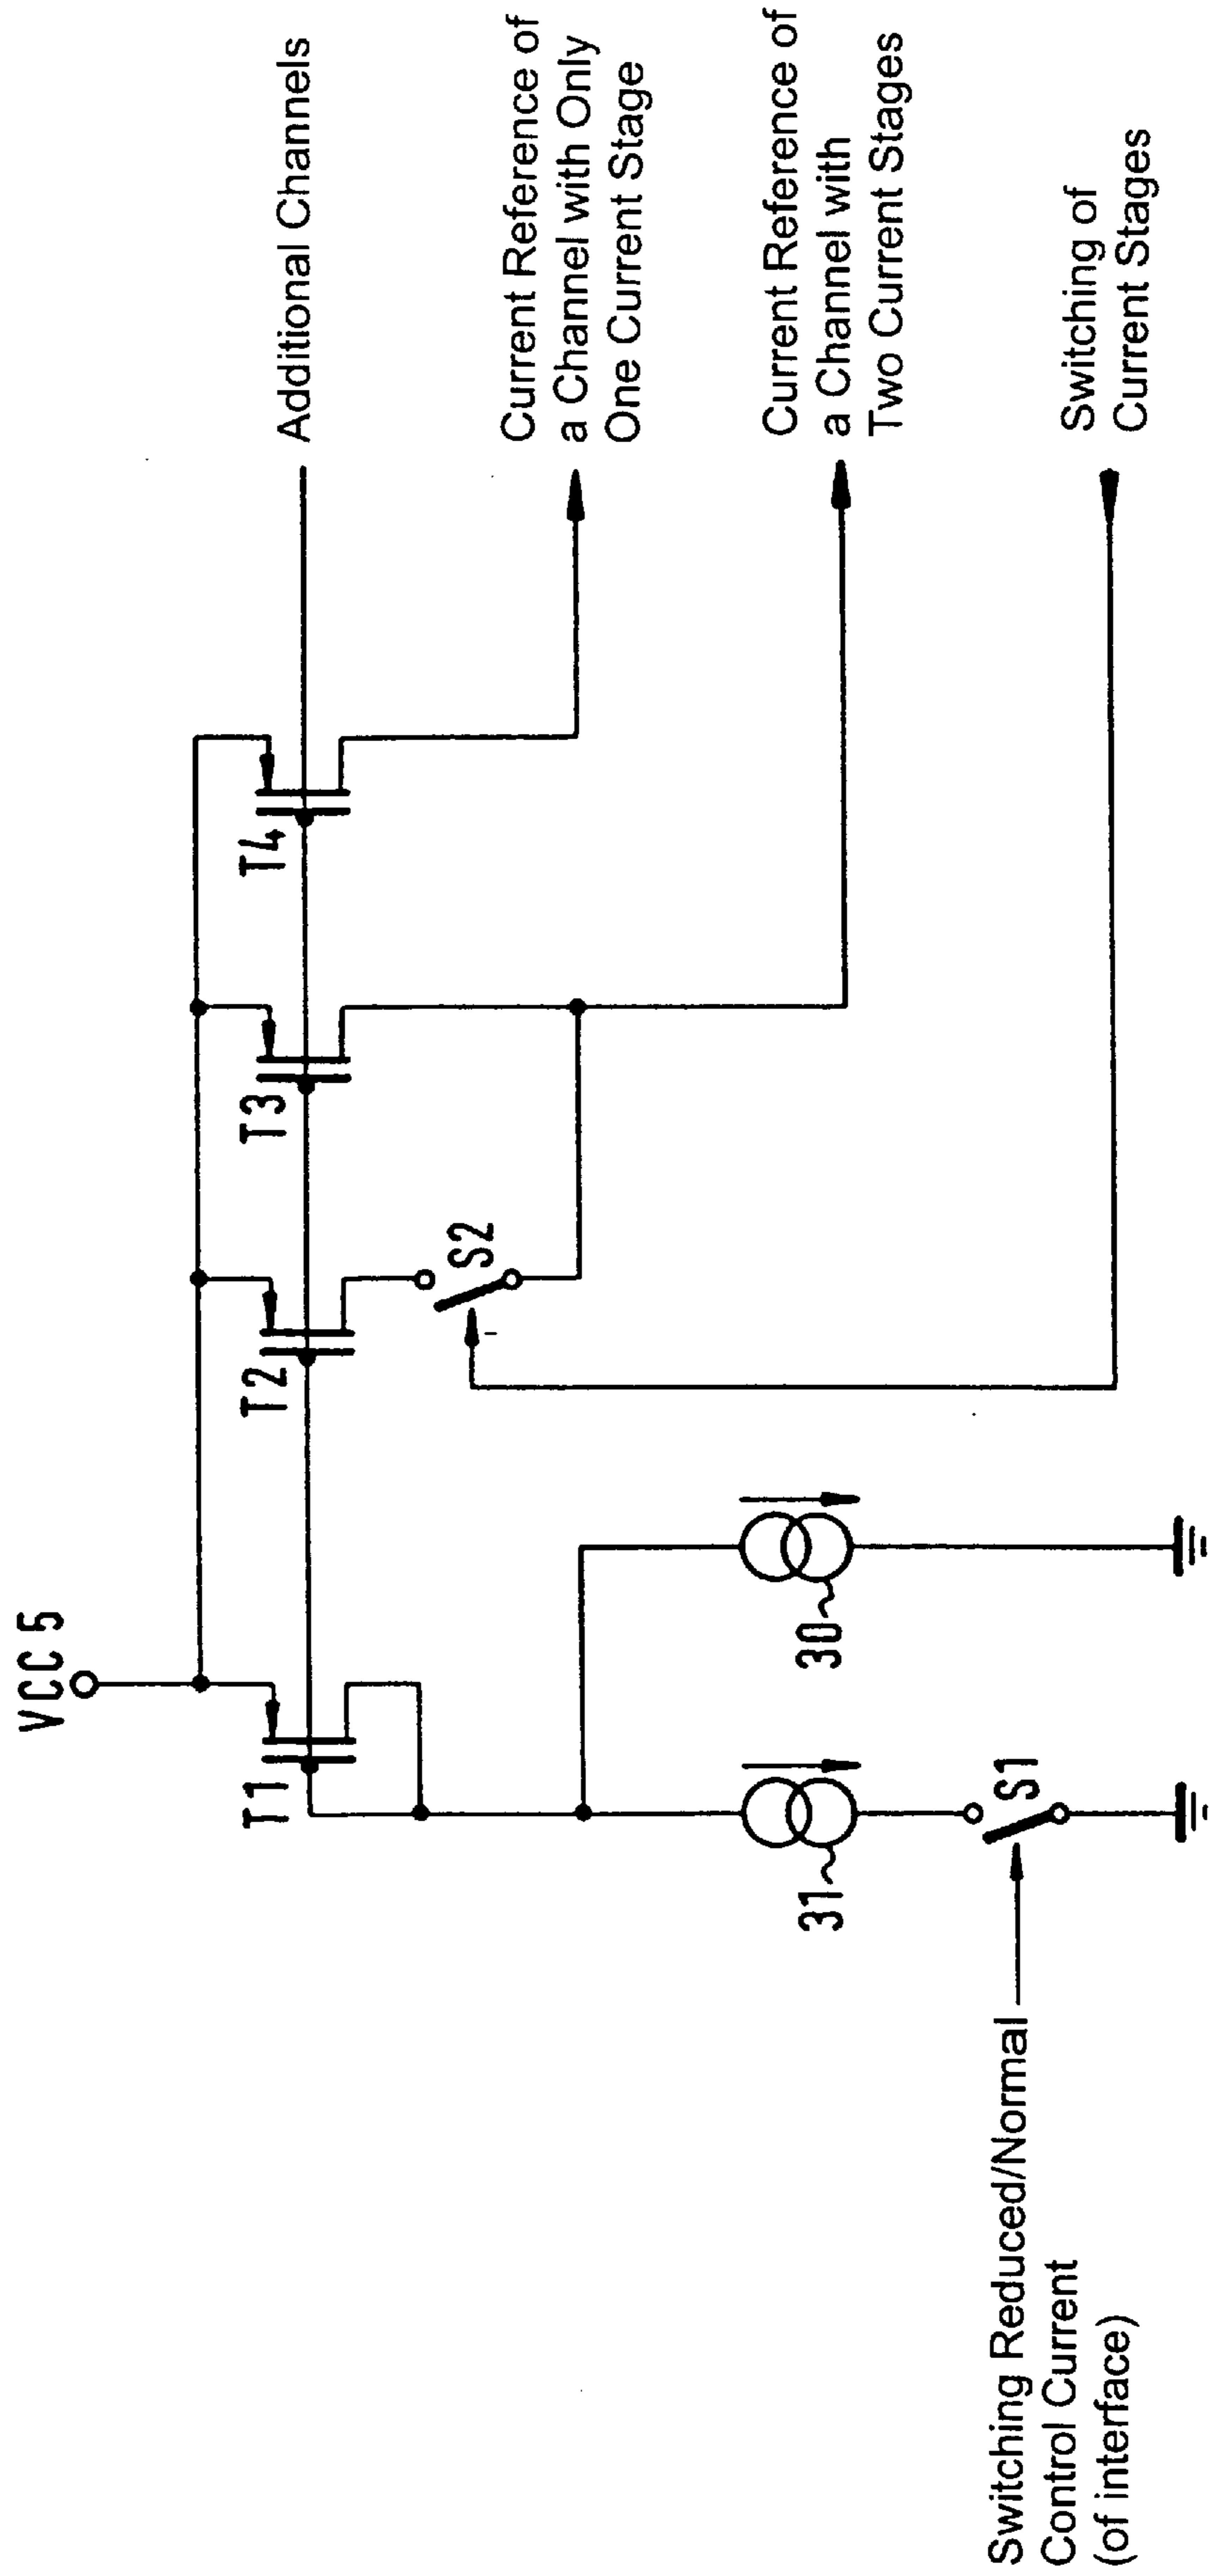 VCC 5
T1
T2
T3
T4
Additional Channels
Current Reference of
a Channel with Only
One Current Stage
S2
Current Reference of
a Channel with
Two Current Stages
31
30
S1
Switching Reduced/Normal
Control Current
(of interface)
Switching of
Current Stages